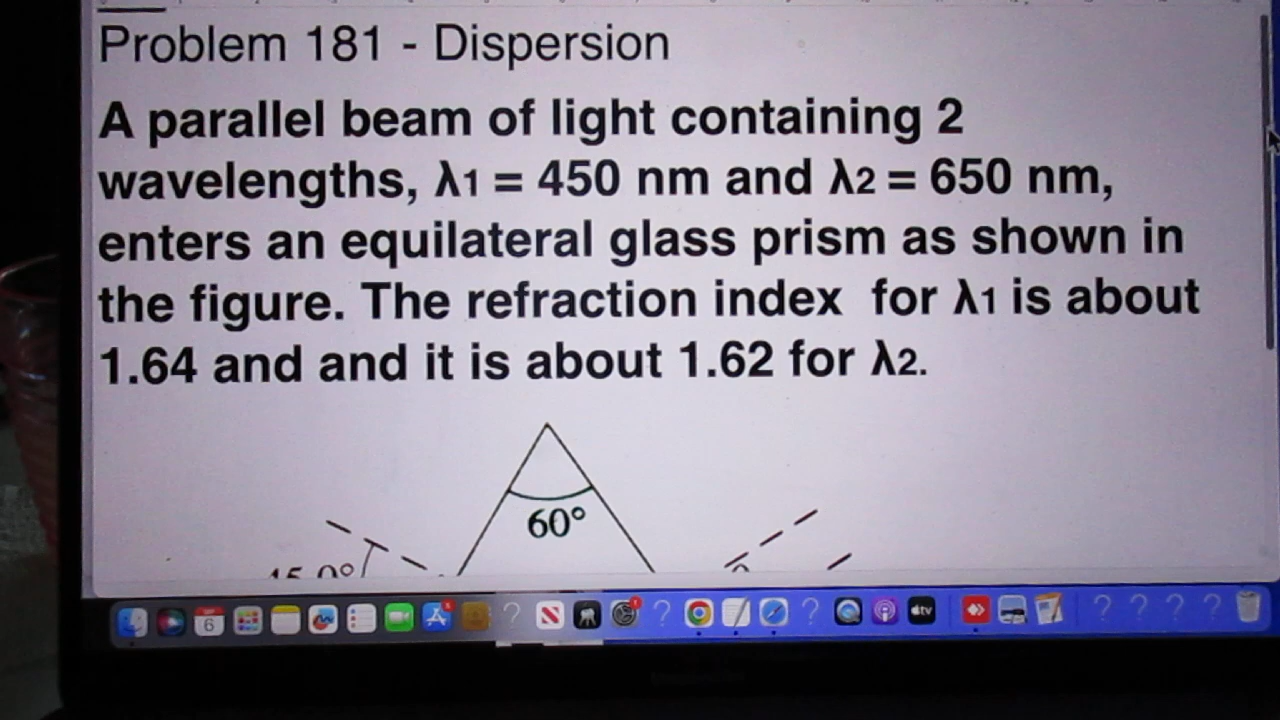 Problem 181 - Dispersion
A parallel beam of light containing 2
wavelengths, λ1 = 450 nm and λ2 = 650 nm,
enters an equilateral glass prism as shown in
the figure. The refraction index for λ1 is about
1.64 and and it is about 1.62 for λ2.
60°
6
tv